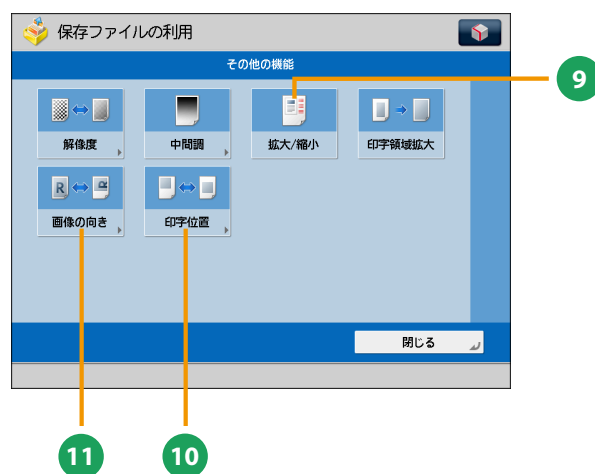 保存ファイルの利用
その他の機能
9
解像度
中間調
拡大/縮小
印字領域拡大
R
R
画像の向き
印字位置
閉じる
11
10